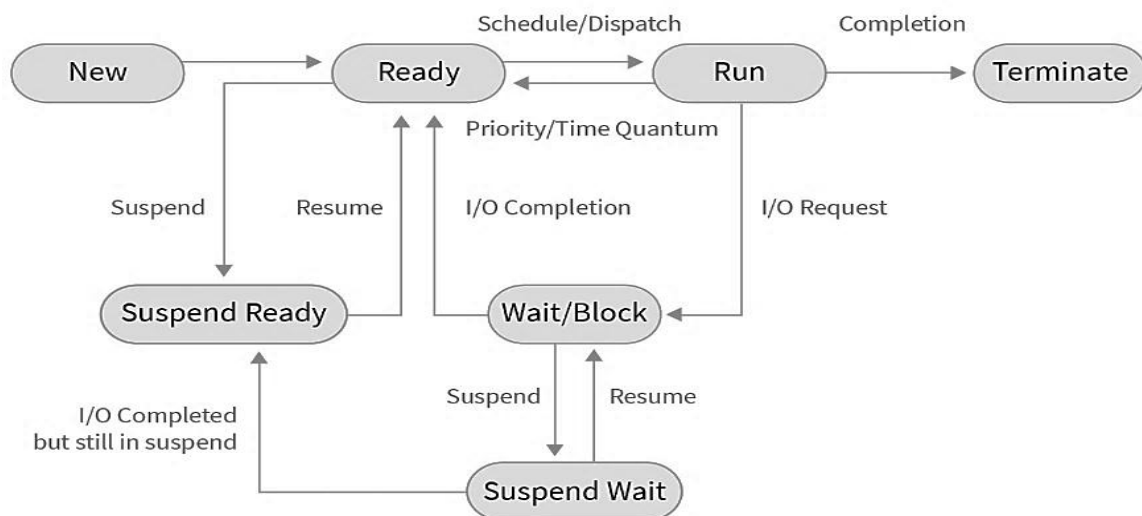 Schedule/Dispatch
Completion
New
Ready
Run
Terminate
Priority/Time Quantum
Suspend
Resume
I/O Completion
I/O Request
Suspend Ready
Wait/Block
Suspend
Resume
I/O Completed
but still in suspend
Suspend Wait